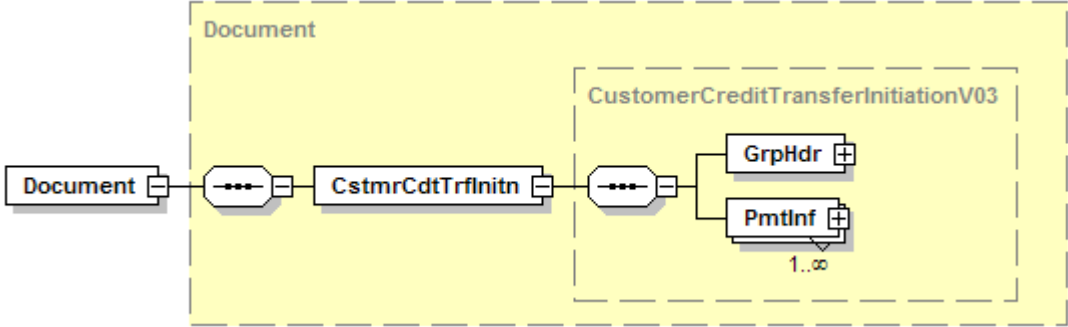 Document
CustomerCreditTransferInitiationV03
GrpHdr
Document
CstmrCdtTrfInitn
PmtInf
1..∞